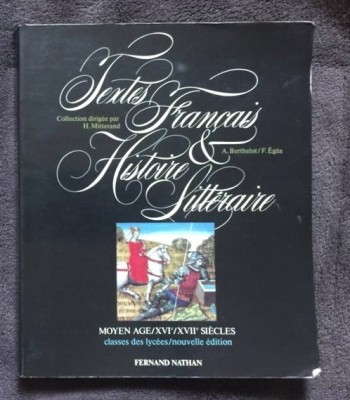 Textes
Collection dirigée par
H. Mitterand
Français
&
A. Berthelot/F. Égéa
Histoire
Littéraire
MOYEN AGE/XVIᵉ/XVIIᵉ SIÈCLES
classes des lycées/nouvelle édition
FERNAND NATHAN